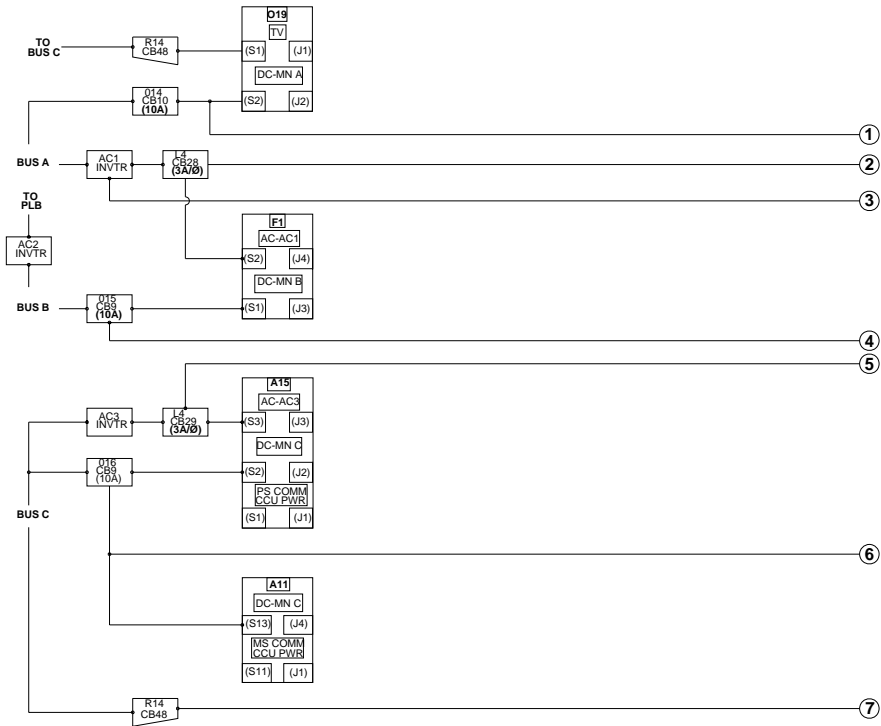 O19
TV
TO
BUS C
R14
CB48
(S1)
(J1)
DC-MN A
014
CB10
(10A)
(S2)
(J2)
1
BUS A
AC1
INVTR
L4
CB28
(3A/Ø)
2
3
TO
PLB
AC2
INVTR
F1
AC-AC1
(S2)
(J4)
DC-MN B
BUS B
015
CB9
(10A)
(S1)
(J3)
4
5
A15
AC-AC3
AC3
INVTR
L4
CB29
(3A/Ø)
(S3)
(J3)
DC-MN C
016
CB9
(10A)
(S2)
(J2)
PS COMM
CCU PWR
BUS C
(S1)
(J1)
6
A11
DC-MN C
(S13)
(J4)
MS COMM
CCU PWR
(S11)
(J1)
R14
CB48
7